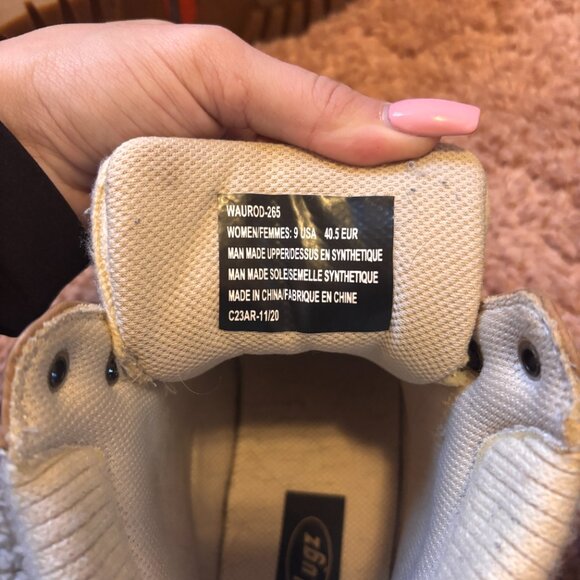 WAUROD-265
WOMEN/FEMMES: 9 USA 40.5 EUR
MAN MADE UPPER/DESSUS EN SYNTHETIQUE
MAN MADE SOLE/SEMELLE SYNTHETIQUE
MADE IN CHINA/FABRIQUE EN CHINE
C23AR-11/20